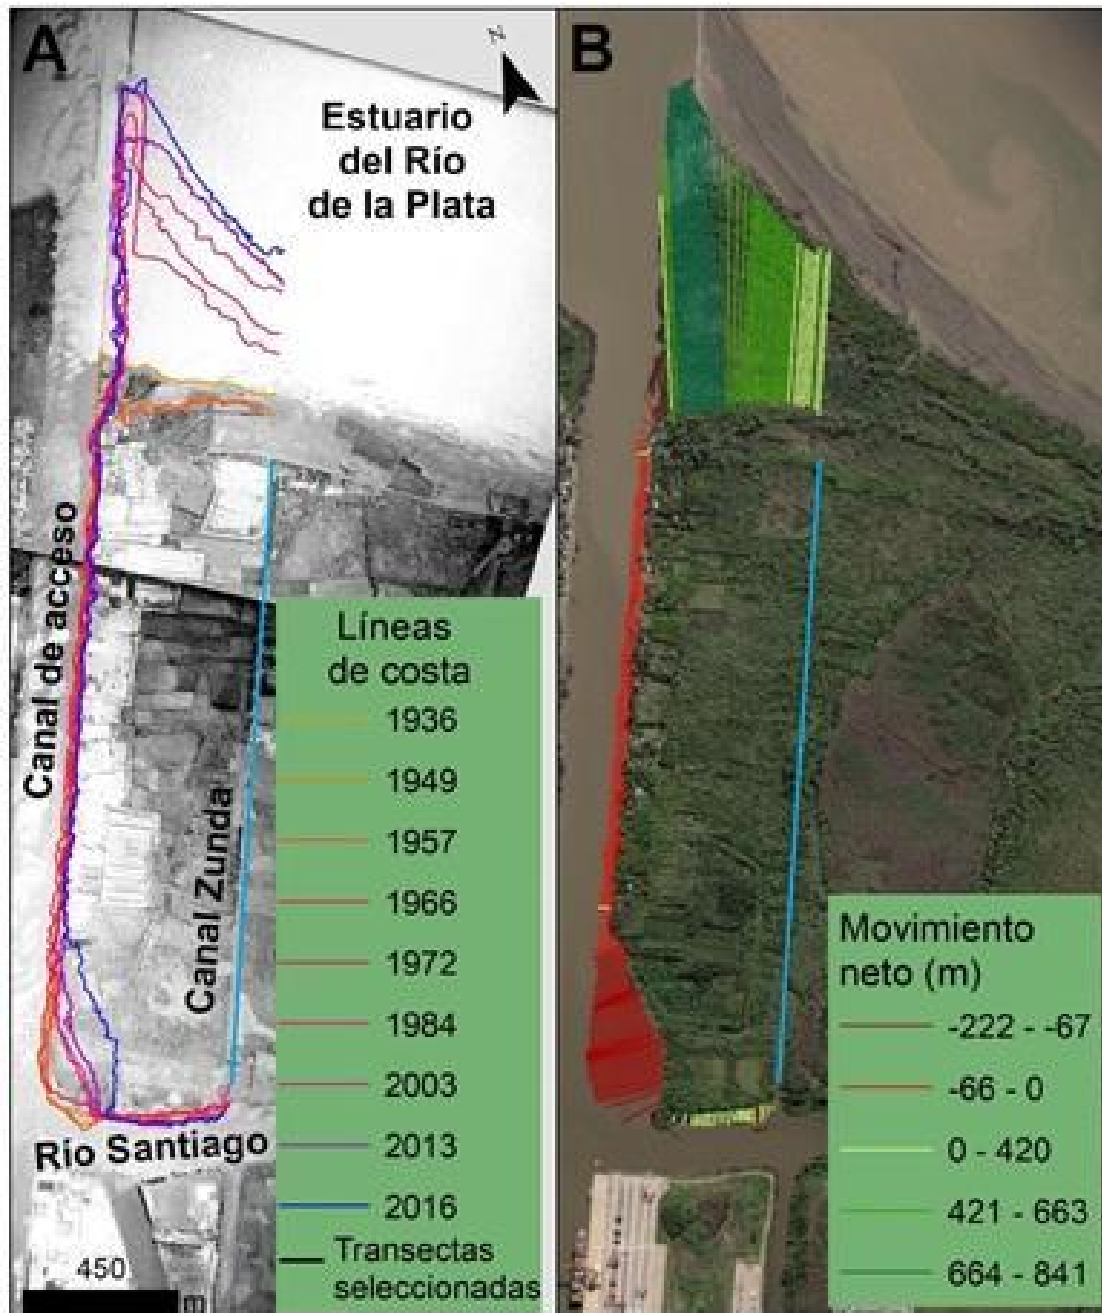 A
N
Estuario
del Río
de la Plata
Canal de acceso
Canal Zunda
Río Santiago
450
m
Líneas
de costa
1936
1949
1957
1966
1972
1984
2003
2013
2016
Transectas
seleccionadas
B
Movimiento
neto (m)
-222 - -67
-66 - 0
0 - 420
421 - 663
664 - 841